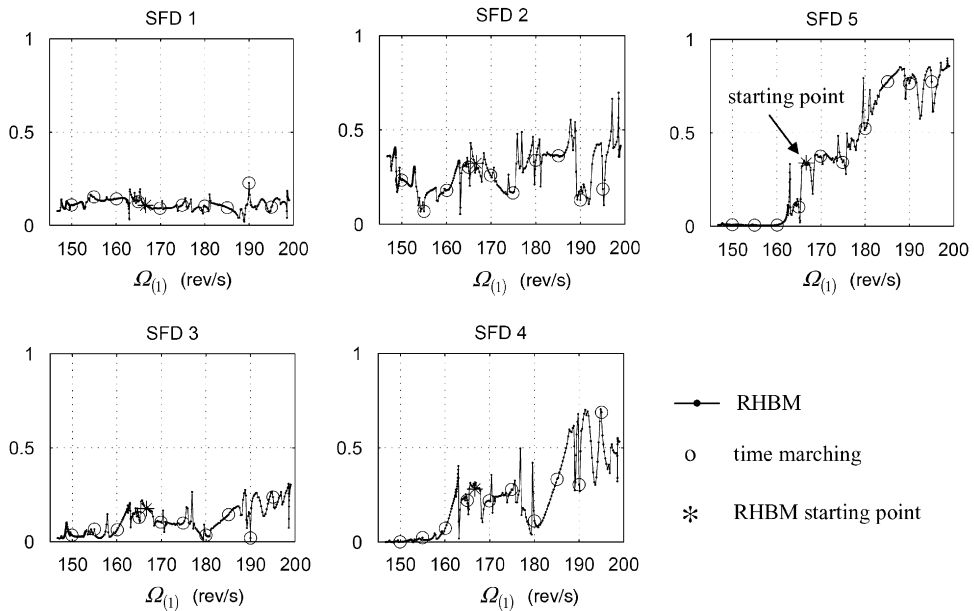 SFD 1
1
0.5
0
150 160 170 180 190 200
Ω(1) (rev/s)
SFD 2
1
0.5
0
150 160 170 180 190 200
Ω(1) (rev/s)
SFD 5
1
0.5
0
starting point
150 160 170 180 190 200
Ω(1) (rev/s)
SFD 3
1
0.5
0
150 160 170 180 190 200
Ω(1) (rev/s)
SFD 4
1
0.5
0
150 160 170 180 190 200
Ω(1) (rev/s)
RHBM
time marching
RHBM starting point